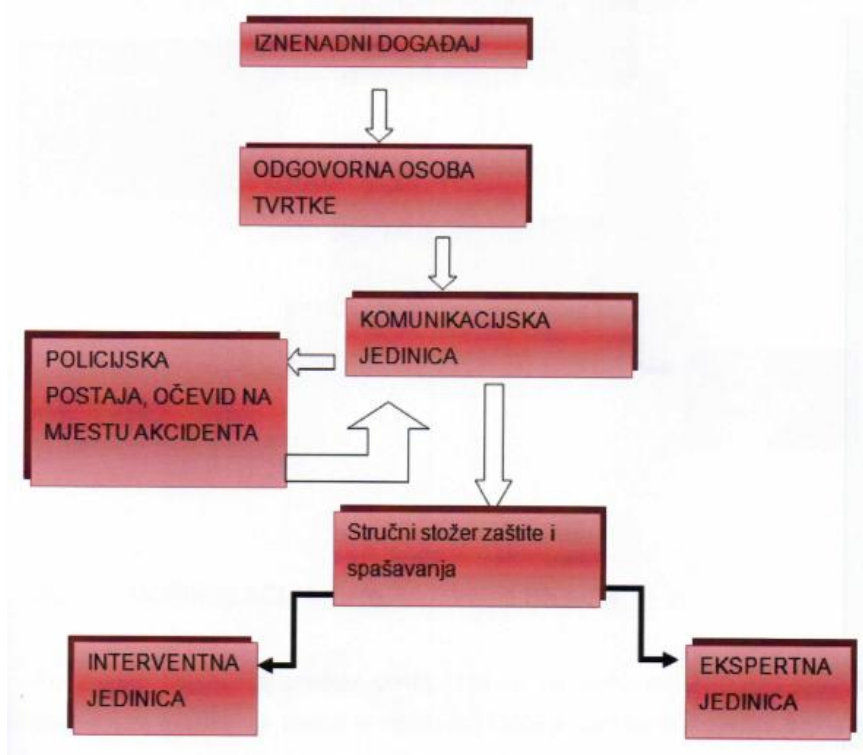 IZNENADNI DOGAĐAJ
ODGOVORNA OSOBA
TVRTKE
KOMUNIKACIJSKA
JEDINICA
POLICIJSKA
POSTAJA, OČEVID NA
MJESTU AKCIDENTA
Stručni stožer zaštite i
spašavanja
INTERVENTNA
JEDINICA
EKSPERTNA
JEDINICA